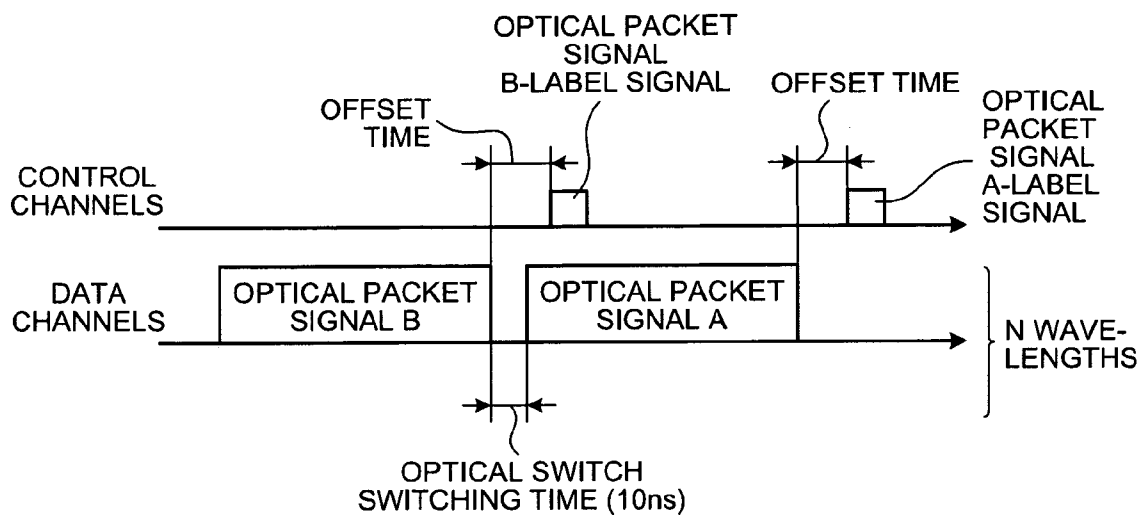 OPTICAL PACKET
SIGNAL
B-LABEL SIGNAL
OFFSET
TIME
OFFSET TIME
OPTICAL
PACKET
SIGNAL
A-LABEL
SIGNAL
CONTROL
CHANNELS
DATA
CHANNELS
OPTICAL PACKET
SIGNAL B
OPTICAL PACKET
SIGNAL A
N WAVE-
LENGTHS
OPTICAL SWITCH
SWITCHING TIME (10ns)